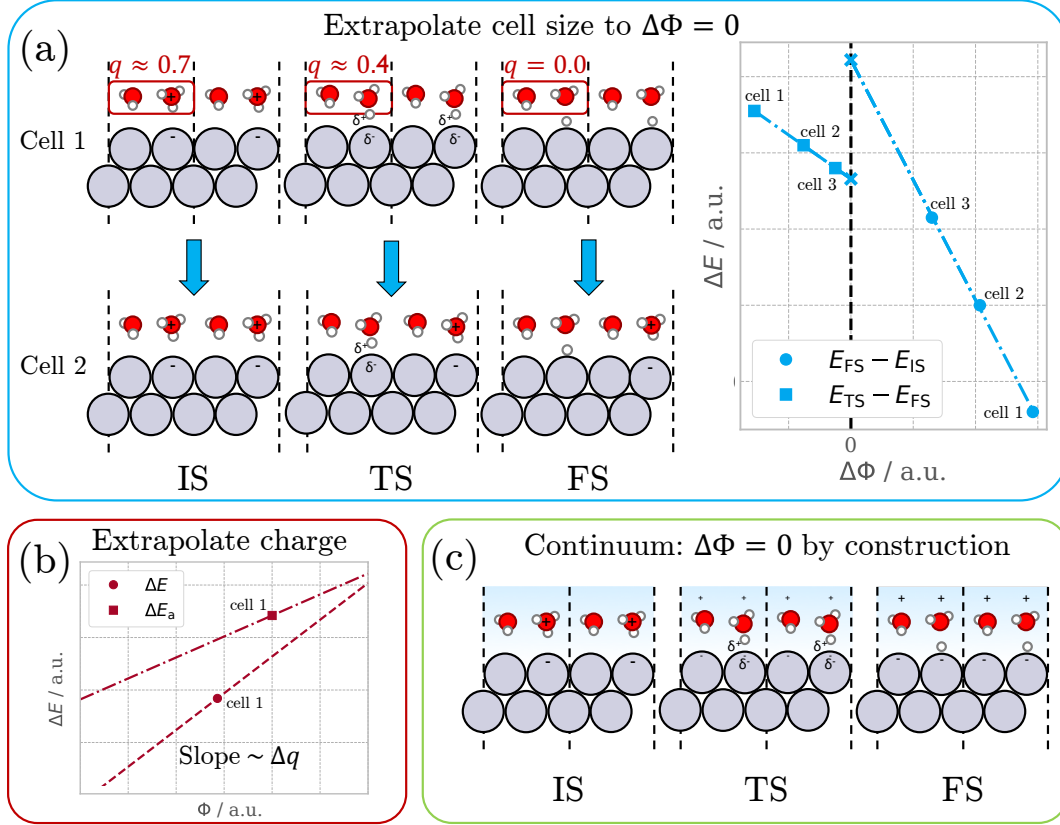 Extrapolate cell size to ΔΦ = 0
(a)
q ≈ 0.7
q ≈ 0.4
q = 0.0
+
+
δ⁺
δ⁺
Cell 1
-
-
δ⁻
δ⁻
+
+
+
+
δ⁺
Cell 2
-
-
δ⁻
-
-
IS
TS
FS
cell 1
cell 2
cell 3
cell 3
cell 2
cell 1
ΔE / a.u.
E_FS − E_IS
E_TS − E_FS
0
ΔΦ / a.u.
(b)
Extrapolate charge
ΔE
ΔE_a
cell 1
cell 1
Slope ~ Δq
ΔE / a.u.
Φ / a.u.
(c)
Continuum: ΔΦ = 0 by construction
+ + + + + + + +
+ +
δ⁺ δ⁺
- - - δ⁻ - δ⁻ - - - -
IS
TS
FS